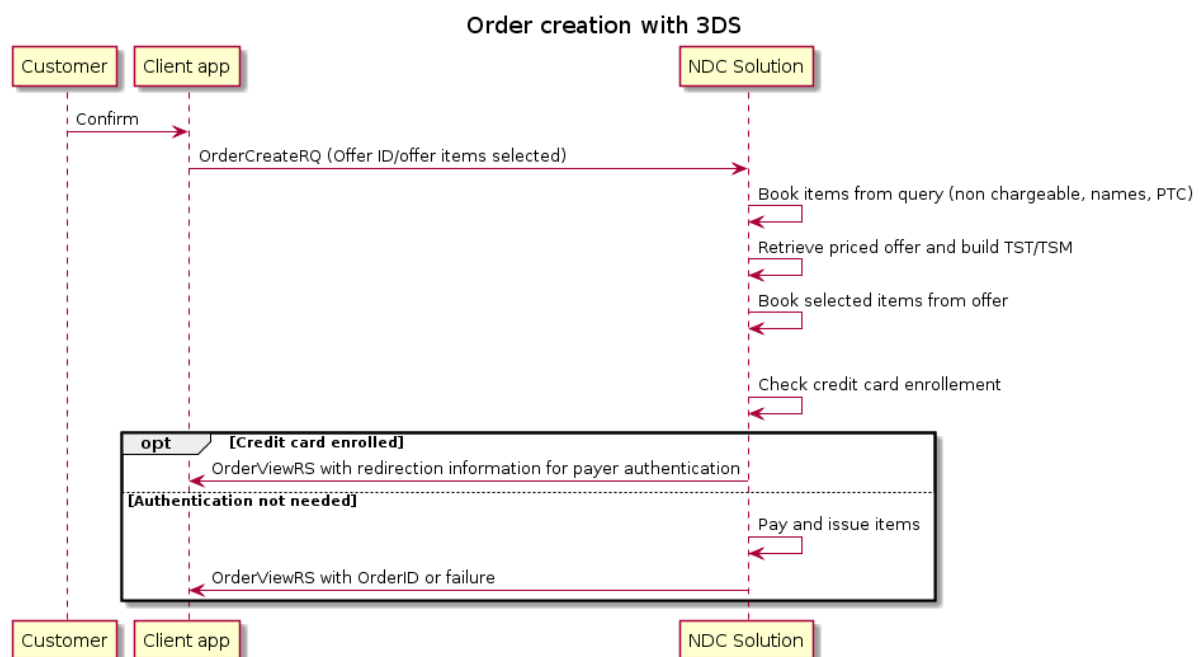 Order creation with 3DS
Customer
Client app
NDC Solution
Confirm
OrderCreateRQ (Offer ID/offer items selected)
Book items from query (non chargeable, names, PTC)
Retrieve priced offer and build TST/TSM
Book selected items from offer
Check credit card enrollement
opt
[Credit card enrolled]
OrderViewRS with redirection information for payer authentication
[Authentication not needed]
Pay and issue items
OrderViewRS with OrderID or failure
Customer
Client app
NDC Solution